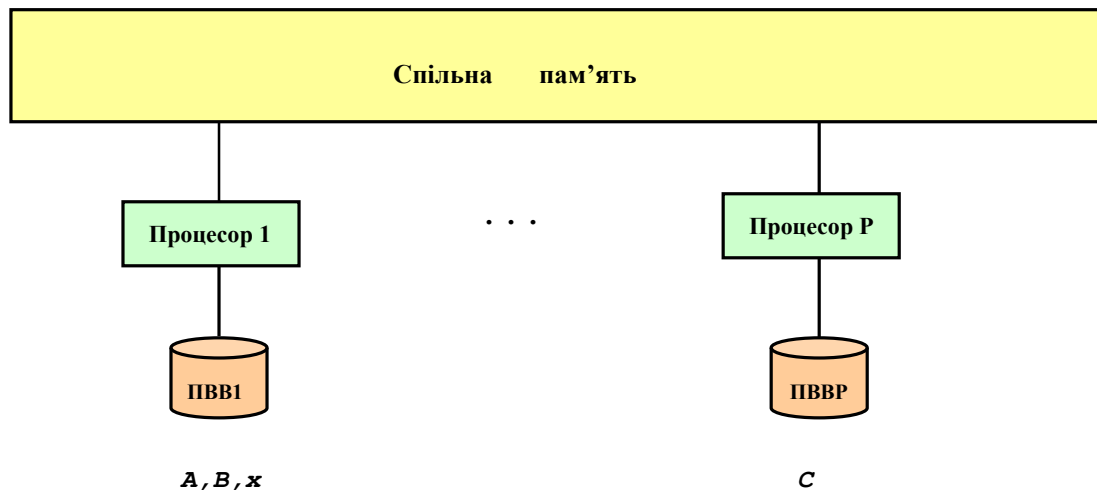 Спільна пам’ять
Процесор 1
. . .
Процесор P
ПВВ1
ПВВР
A,B,x
C